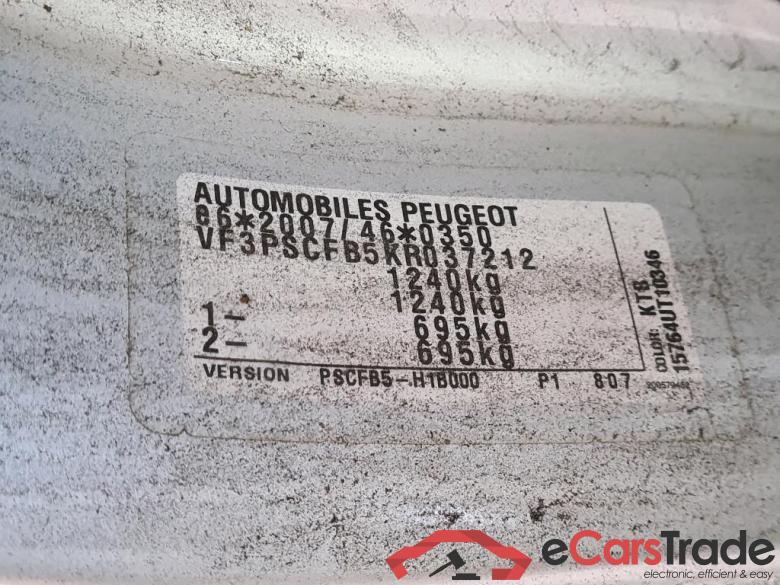 AUTOMOBILES PEUGEOT
06*2007/46*0350
VF3PSCFB5KR037212
1240kg
1240kg
1- 695kg
2- 695kg
VERSION PSCFB5-H1B000 P1 807
COLOR: KTB
15764UT10346
eCarsTrade
electronic, efficient & easy